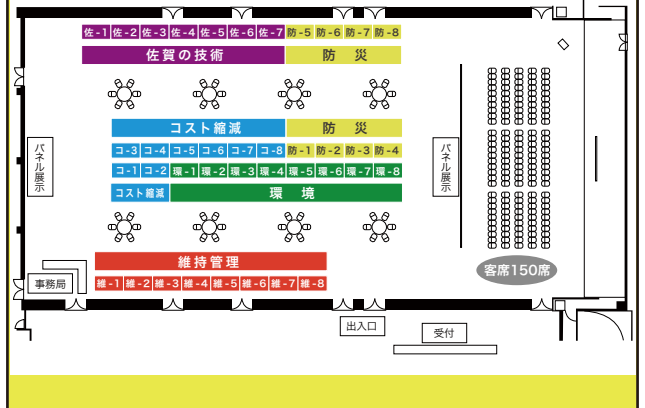 佐-1 佐-2 佐-3 佐-4 佐-5 佐-6 佐-7 防-5 防-6 防-7 防-8
佐賀の技術 防 災
コスト縮減 防 災
コ-3 コ-4 コ-5 コ-6 コ-7 コ-8 防-1 防-2 防-3 防-4
コ-1 コ-2 環-1 環-2 環-3 環-4 環-5 環-6 環-7 環-8
コスト縮減 環 境
パネル展示
パネル展示
維持管理
維-1 維-2 維-3 維-4 維-5 維-6 維-7 維-8
事務局
客席150席
出入口
受付